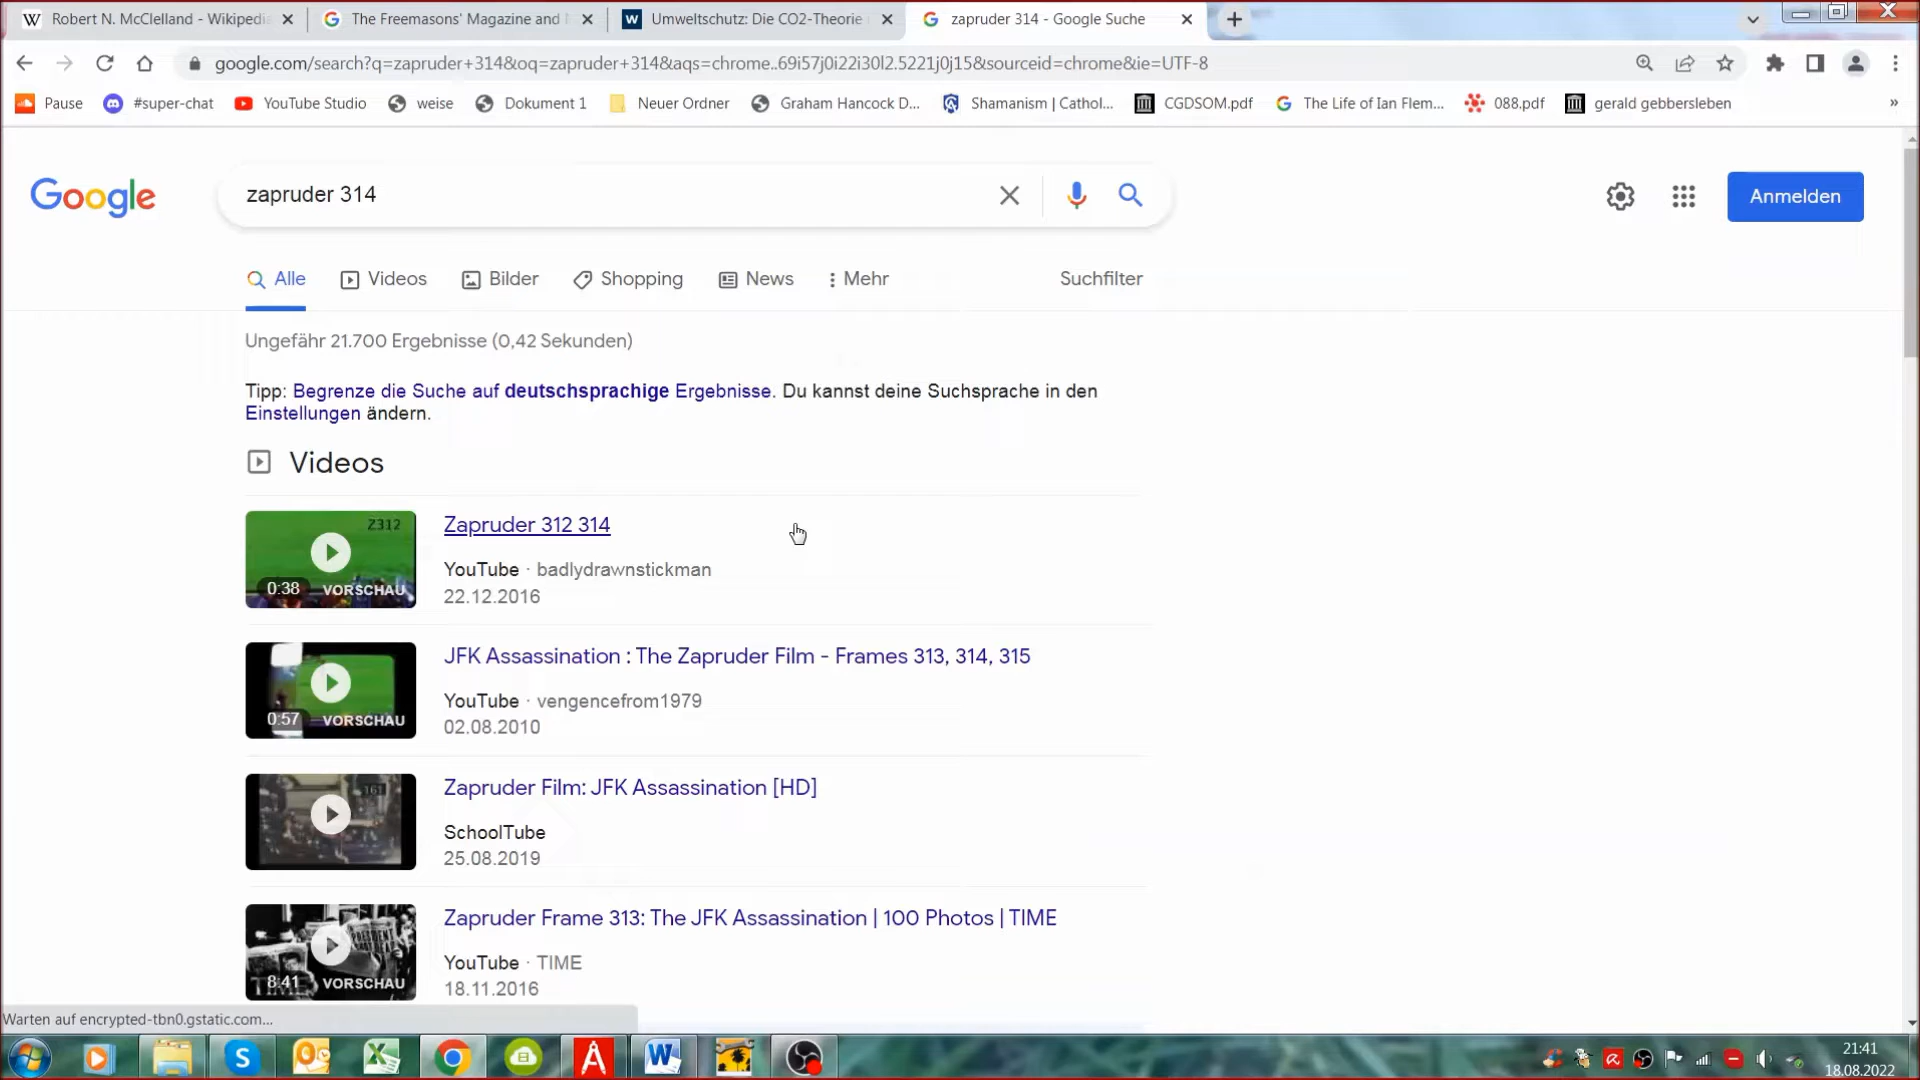 Robert N. McClelland - Wikipedia
The Freemasons' Magazine and
Umweltschutz: Die CO2-Theorie
zapruder 314 - Google Suche
google.com/search?q=zapruder+314&oq=zapruder+314&aqs=chrome..69i57j0i22i30l2.5221j0j15&sourceid=chrome&ie=UTF-8
Pause
#super-chat
YouTube Studio
weise
Dokument 1
Neuer Ordner
Graham Hancock D...
Shamanism | Cathol...
CGDSOM.pdf
The Life of Ian Flem...
088.pdf
gerald gebbersleben
»
Google
zapruder 314
Anmelden
Alle
Videos
Bilder
Shopping
News
Mehr
Suchfilter
Ungefähr 21.700 Ergebnisse (0,42 Sekunden)
Tipp: Begrenze die Suche auf deutschsprachige Ergebnisse. Du kannst deine Suchsprache in den
Einstellungen ändern.
Videos
Z312
0:38 VORSCHAU
Zapruder 312 314
YouTube · badlydrawnstickman
22.12.2016
0:57 VORSCHAU
JFK Assassination : The Zapruder Film - Frames 313, 314, 315
YouTube · vengencefrom1979
02.08.2010
161
Zapruder Film: JFK Assassination [HD]
SchoolTube
25.08.2019
PRESIDENT
8:41 VORSCHAU
Zapruder Frame 313: The JFK Assassination | 100 Photos | TIME
YouTube · TIME
18.11.2016
Warten auf encrypted-tbn0.gstatic.com...
21:41
18.08.2022